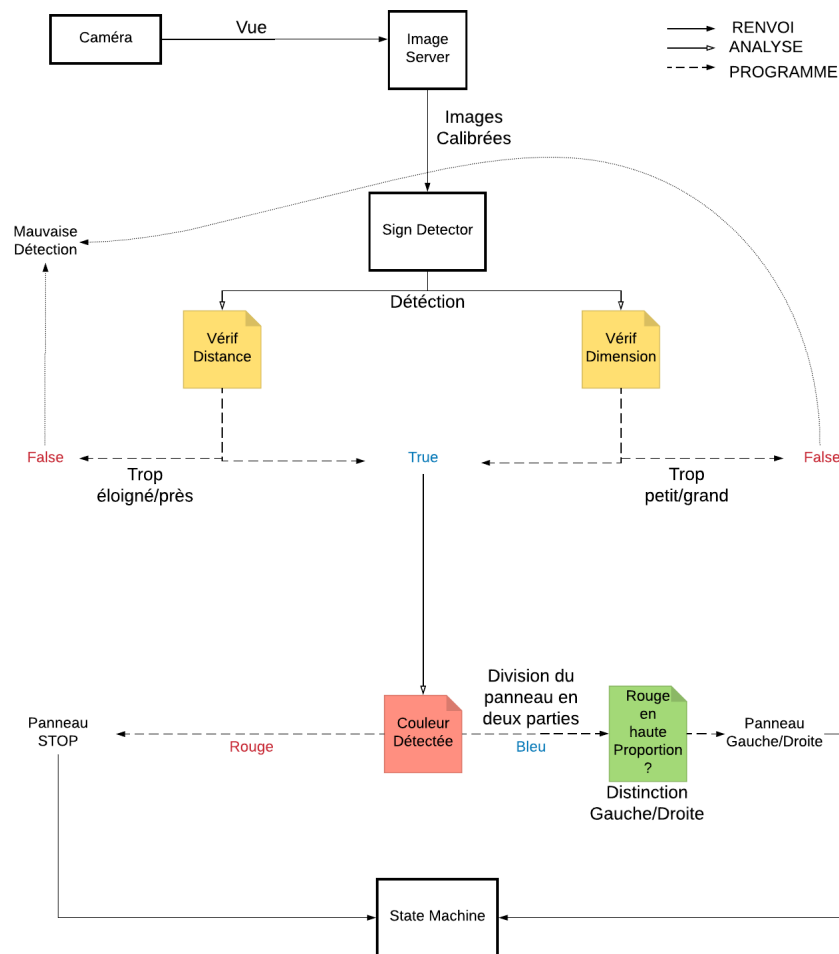 Caméra
Vue
Image
Server
RENVOI
ANALYSE
PROGRAMME
Images
Calibrées
Sign Detector
Mauvaise
Détection
Détéction
Vérif
Distance
Vérif
Dimension
False
Trop
éloigné/près
True
Trop
petit/grand
False
Panneau
STOP
Rouge
Couleur
Détectée
Division du
panneau en
deux parties
Bleu
Rouge
en
haute
Proportion
?
Distinction
Gauche/Droite
Panneau
Gauche/Droite
State Machine